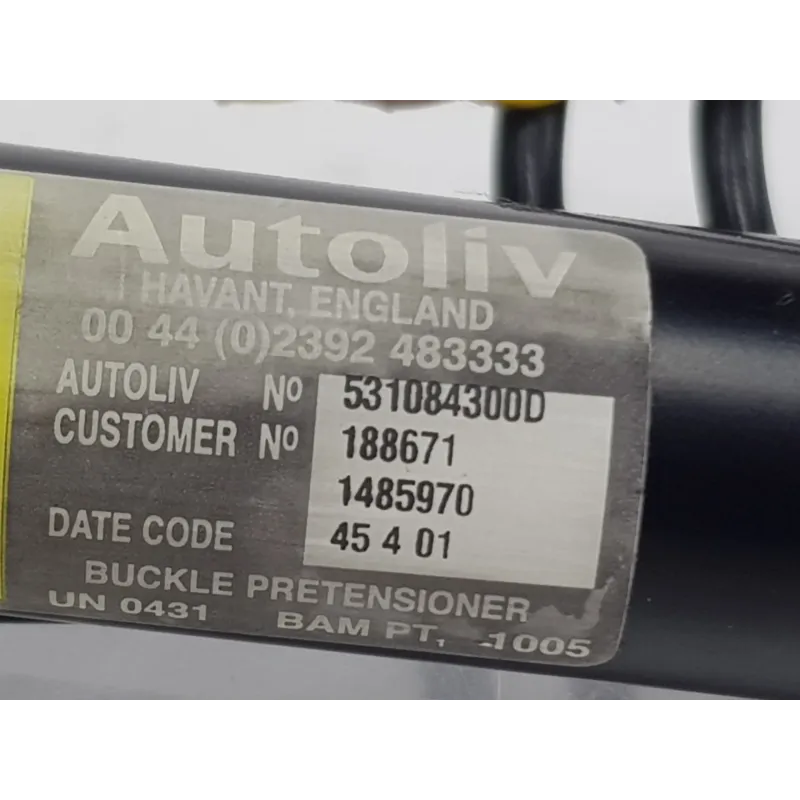 Autoliv
HAVANT, ENGLAND
00 44 (0)2392 483333
AUTOLIV Nº 531084300D
CUSTOMER Nº 188671
1485970
DATE CODE 45 4 01
BUCKLE PRETENSIONER
UN 0431 BAM PT, -1005